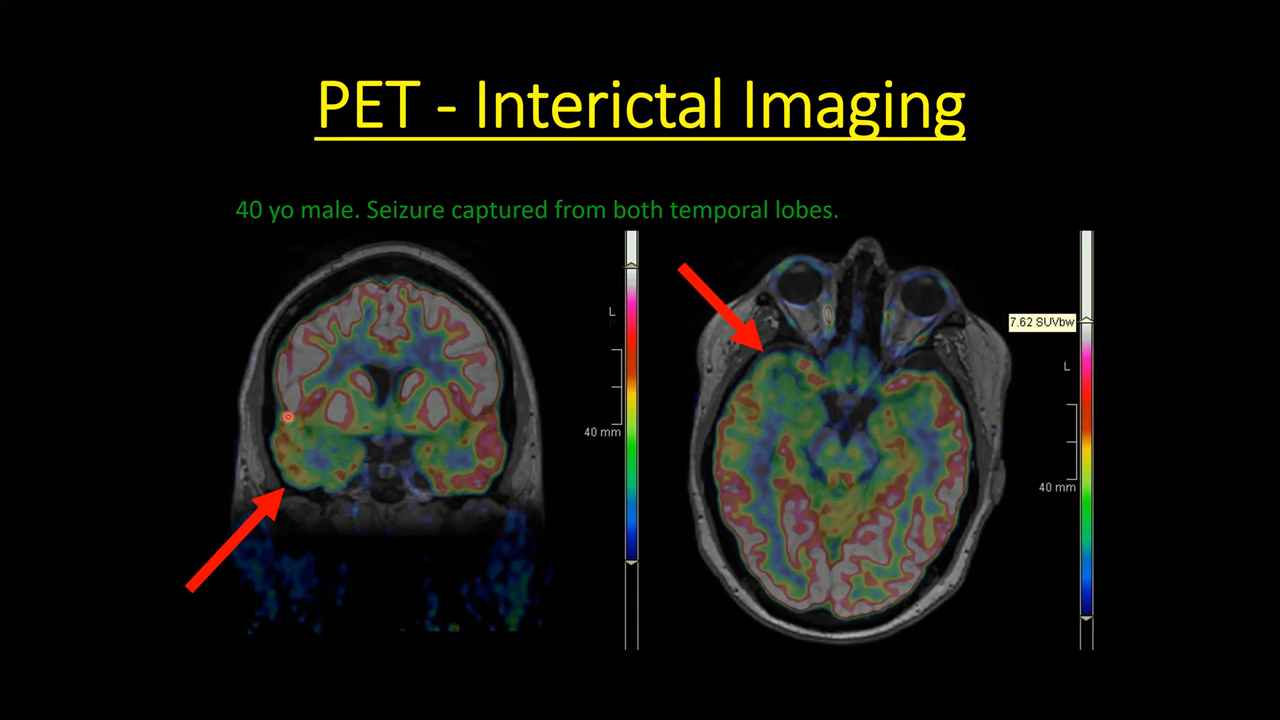 PET - Interictal Imaging
40 yo male. Seizure captured from both temporal lobes.
L
P
40 mm
7.62 SUVbw
L
40 mm